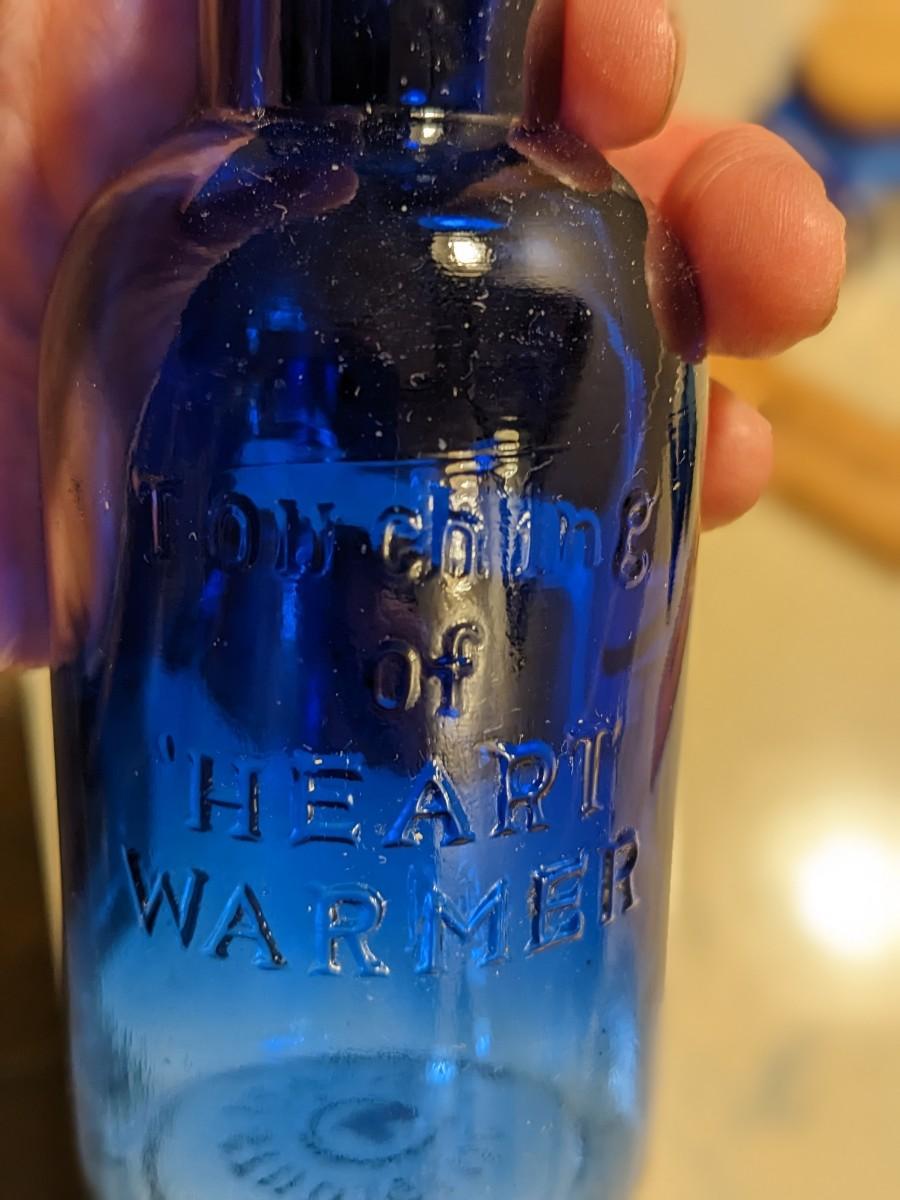 Touching
of
'HEART'
WARMER